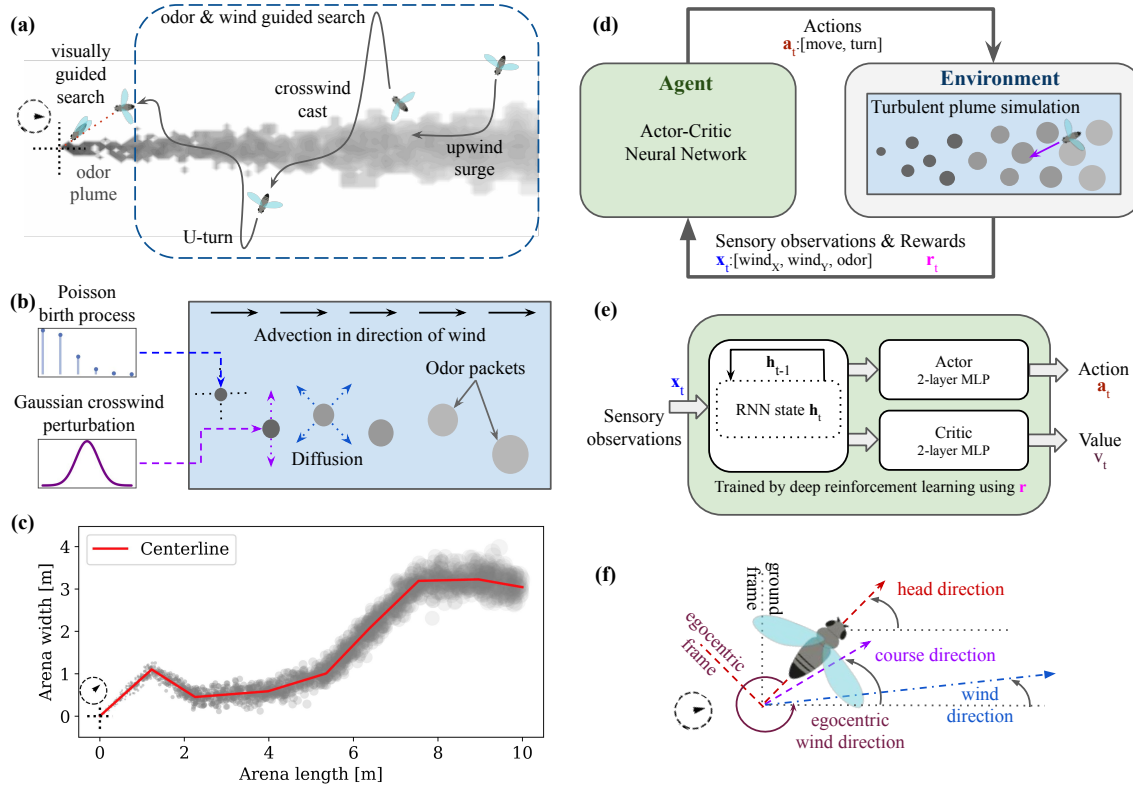 (a)
odor & wind guided search
visually
guided
search
crosswind
cast
upwind
surge
odor
plume
U-turn
(b)
Poisson
birth process
Gaussian crosswind
perturbation
Advection in direction of wind
Odor packets
Diffusion
(c)
Centerline
Arena width [m]
4
3
2
1
0
0
2
4
6
8
10
Arena length [m]
(d)
Actions
a_t:[move, turn]
Agent
Actor-Critic
Neural Network
Environment
Turbulent plume simulation
Sensory observations & Rewards
x_t:[wind_X, wind_Y, odor] r_t
(e)
x_t
Sensory
observations
h_t-1
RNN state h_t
Actor
2-layer MLP
Critic
2-layer MLP
Action
a_t
Value
v_t
Trained by deep reinforcement learning using r
(f)
ground
frame
egocentric
frame
head direction
course direction
wind
direction
egocentric
wind direction